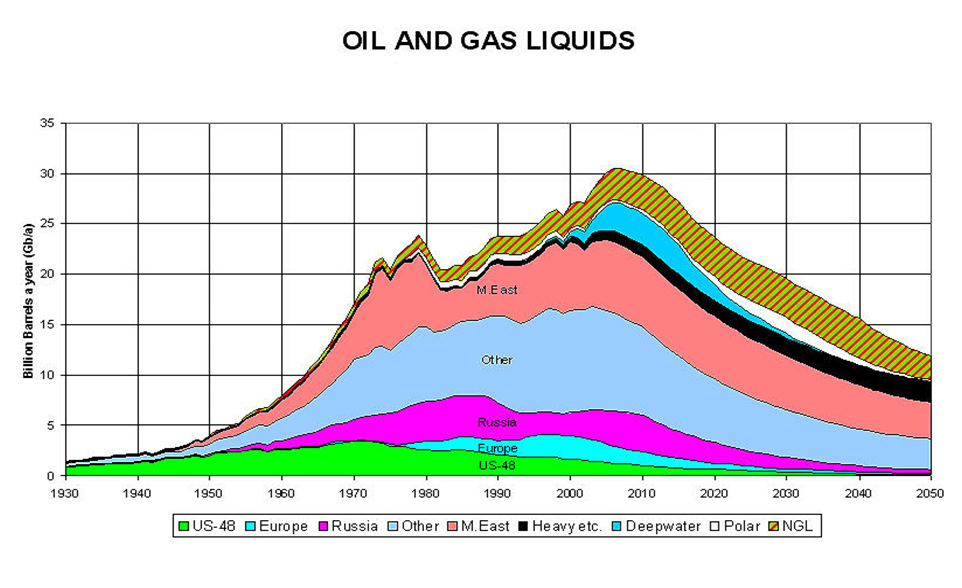 OIL AND GAS LIQUIDS
Billion Barrels a year (Gb/a)
35
30
25
20
15
10
5
0
M.East
Other
Russia
Europe
US-48
1930 1940 1950 1960 1970 1980 1990 2000 2010 2020 2030 2040 2050
US-48 Europe Russia Other M.East Heavy etc. Deepwater Polar NGL